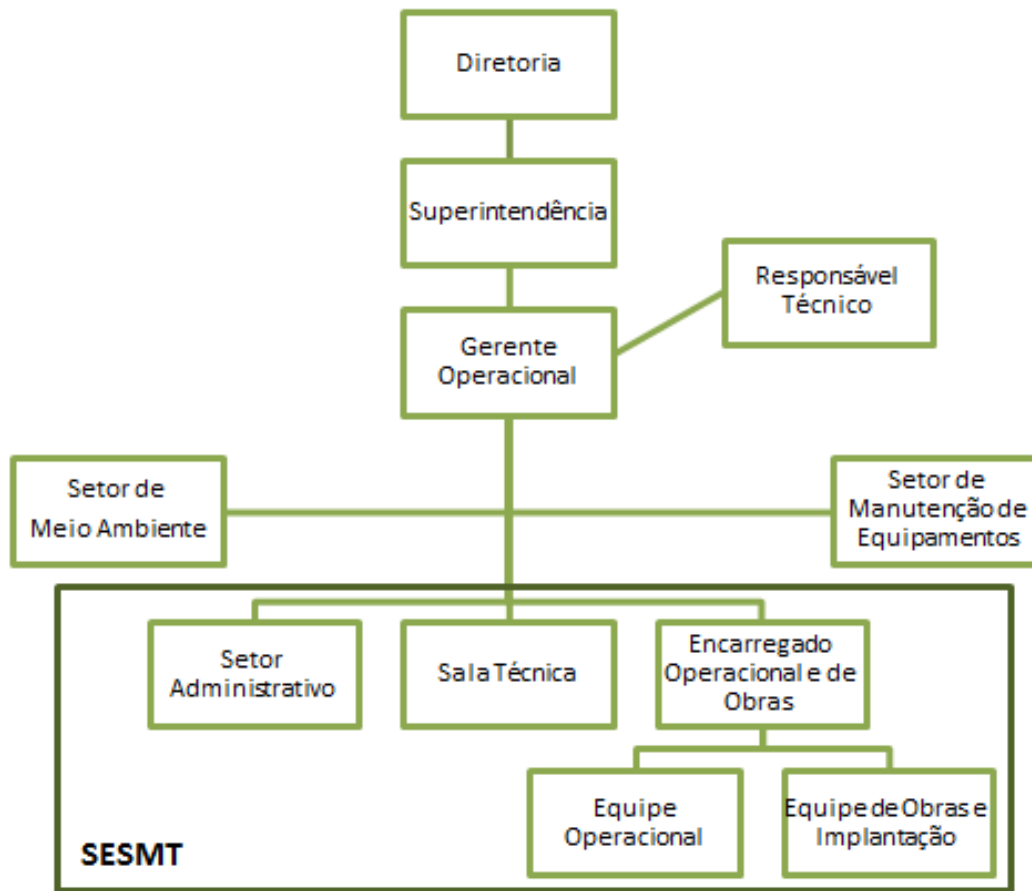 Diretoria
Superintendência
Responsável
Técnico
Gerente
Operacional
Setor de
Meio Ambiente
Setor de
Manutenção de
Equipamentos
Setor
Administrativo
Sala Técnica
Encarregado
Operacional e de
Obras
Equipe
Operacional
Equipe de Obras e
Implantação
SESMT